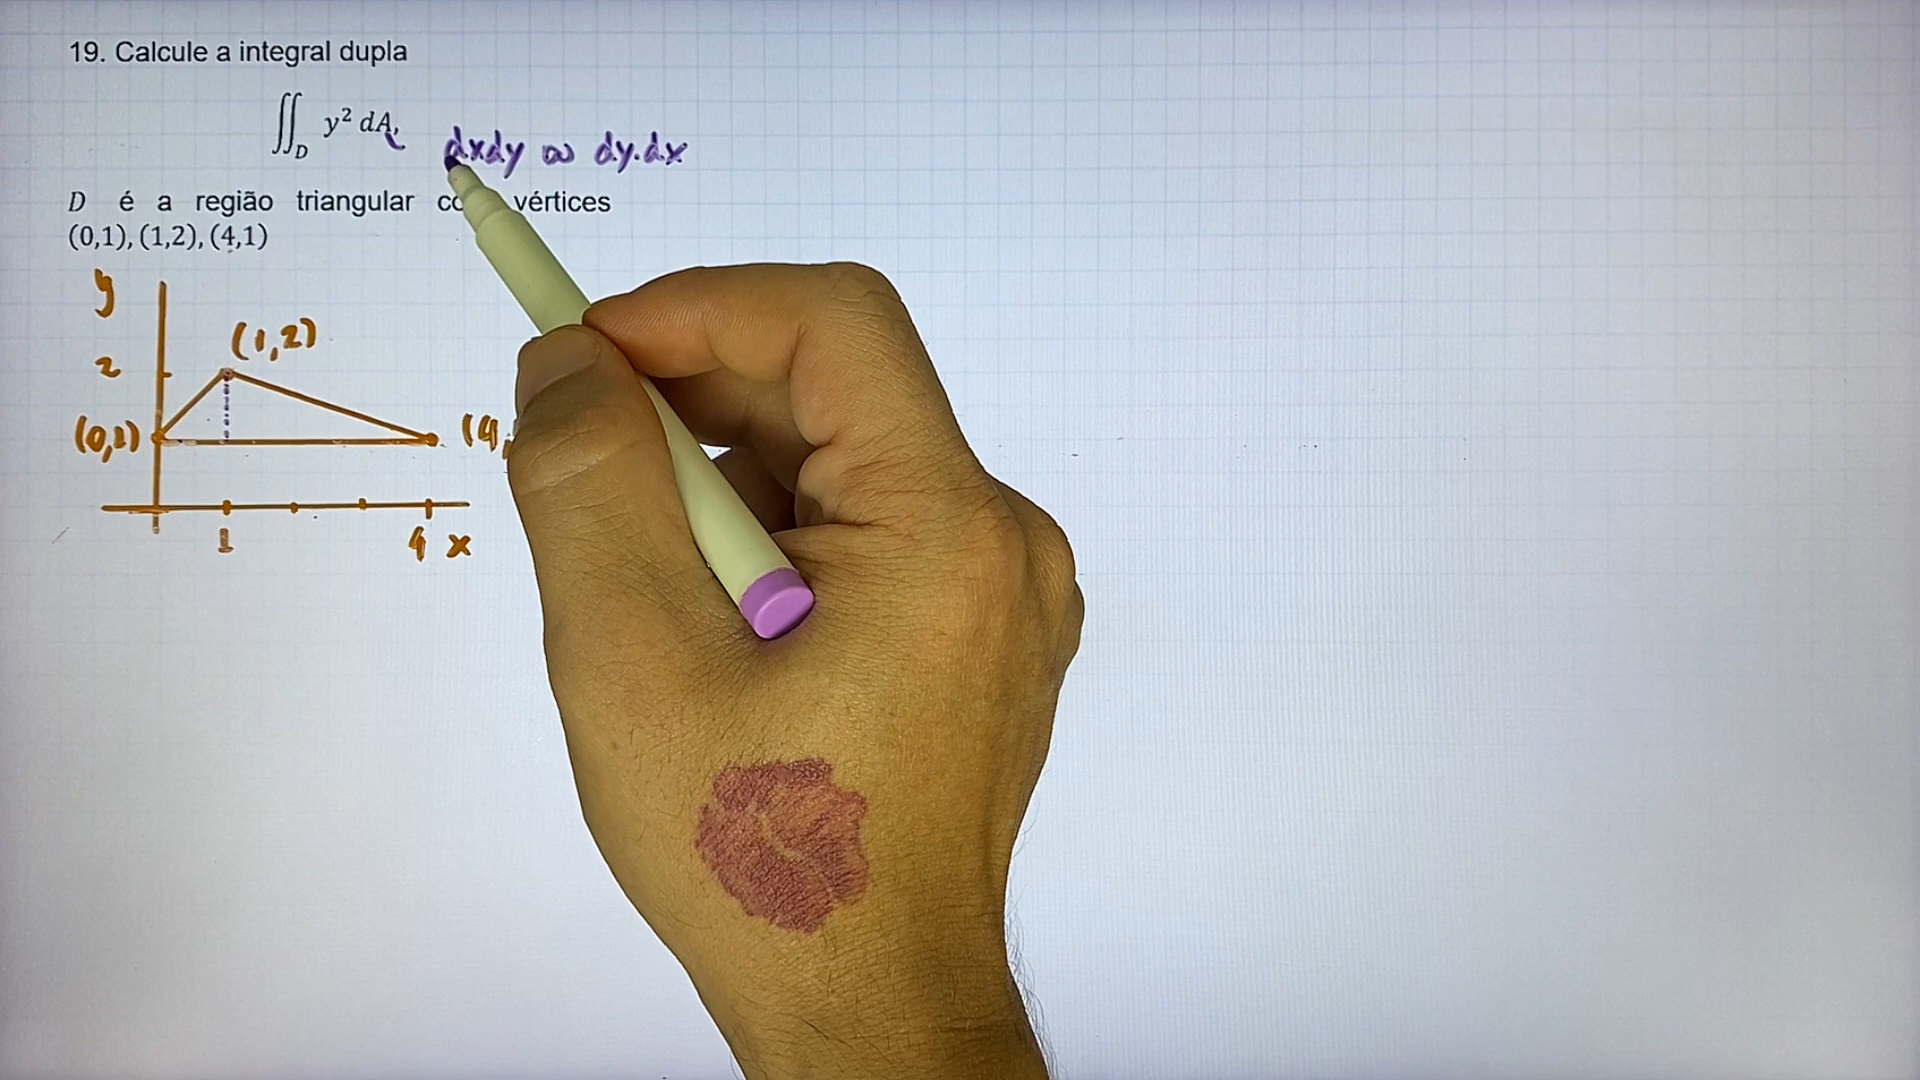 19. Calcule a integral dupla
∬_D y² dA,
dxdy ou dy.dx
D é a região triangular vértices
(0,1), (1,2), (4,1)
y
(1,2)
2
(0,1)
(4,
1
4 x